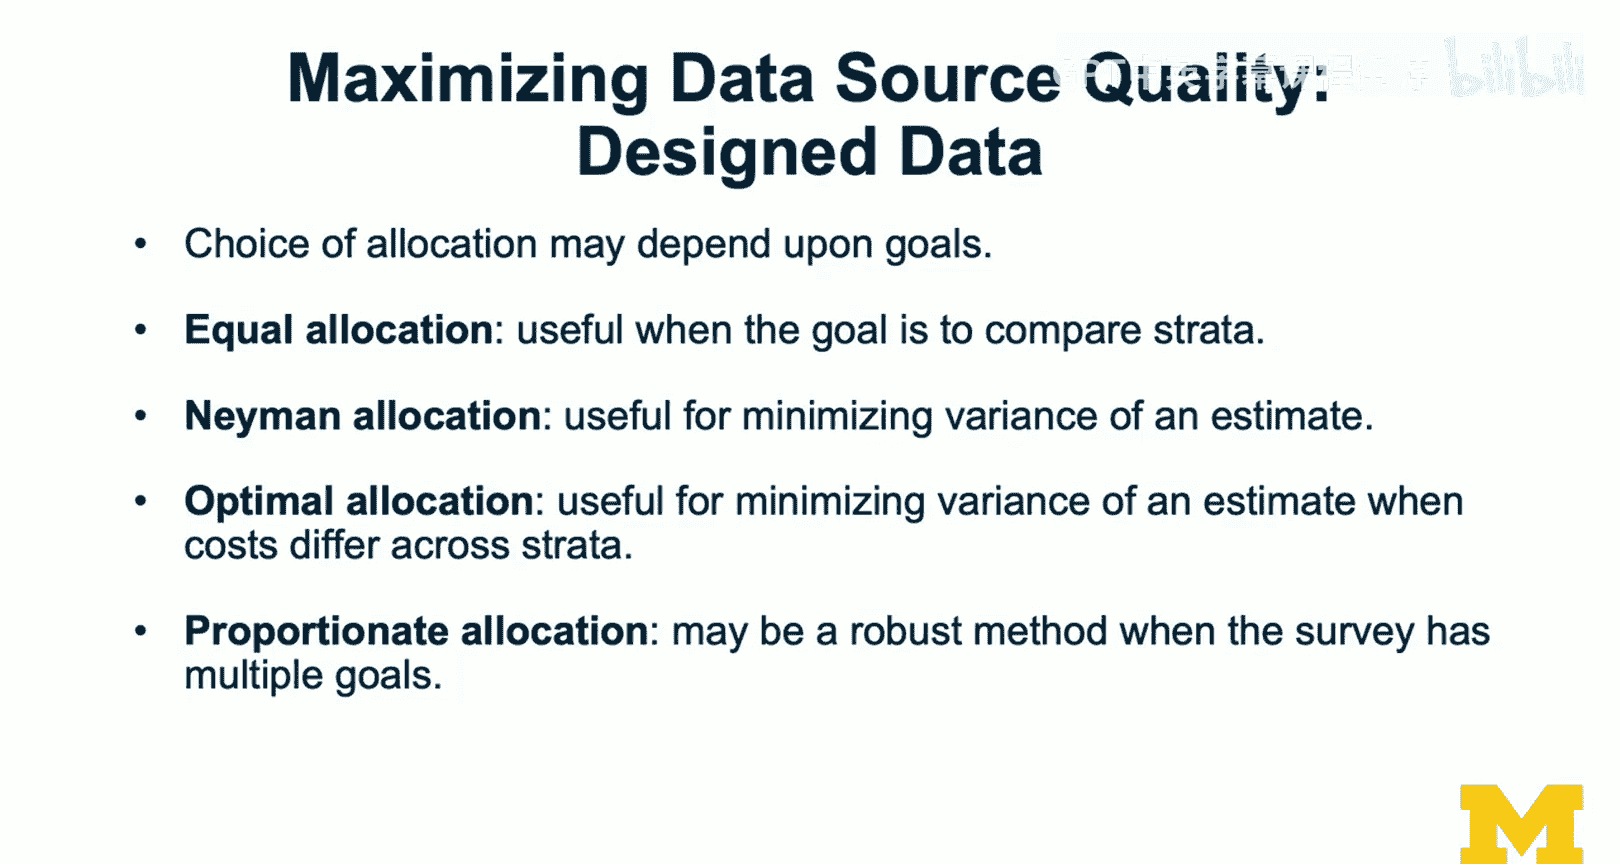 Maximizing Data Source Quality:
Designed Data
• Choice of allocation may depend upon goals.
• Equal allocation: useful when the goal is to compare strata.
• Neyman allocation: useful for minimizing variance of an estimate.
• Optimal allocation: useful for minimizing variance of an estimate when
costs differ across strata.
• Proportionate allocation: may be a robust method when the survey has
multiple goals.
bilibili
M